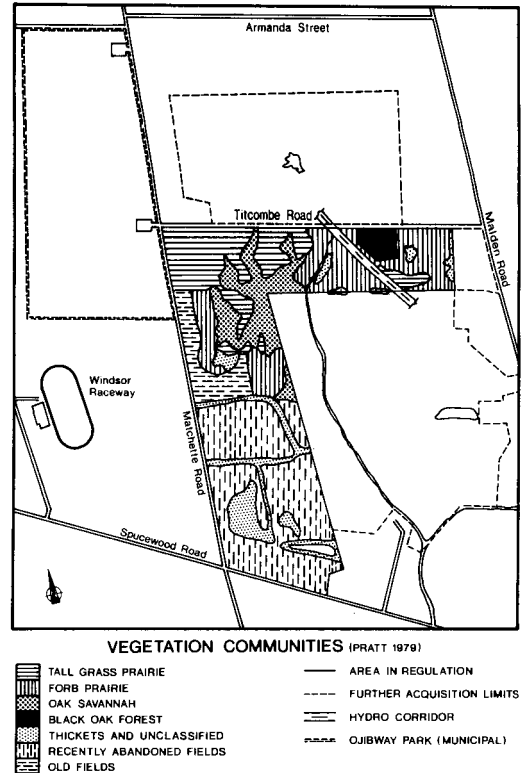 Armanda Street
Titcombe Road
Malden Road
Windsor
Raceway
Matchette Road
Spucewood Road
VEGETATION COMMUNITIES (PRATT 1979)
TALL GRASS PRAIRIE
FORB PRAIRIE
OAK SAVANNAH
BLACK OAK FOREST
THICKETS AND UNCLASSIFIED
RECENTLY ABANDONED FIELDS
OLD FIELDS
AREA IN REGULATION
FURTHER ACQUISITION LIMITS
HYDRO CORRIDOR
OJIBWAY PARK (MUNICIPAL)